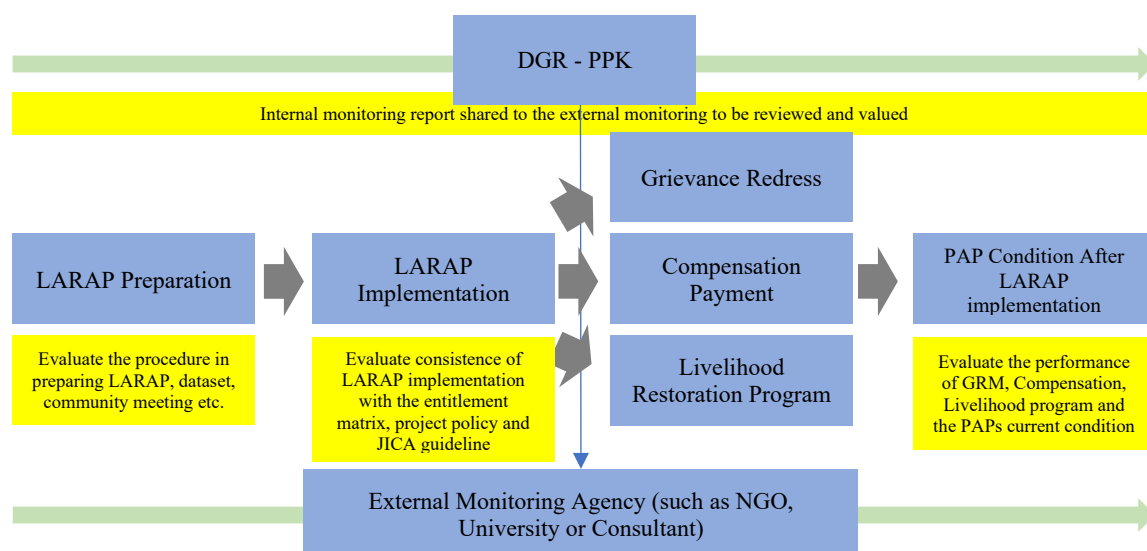 DGR - PPK
Internal monitoring report shared to the external monitoring to be reviewed and valued
Grievance Redress
LARAP Preparation
LARAP
Implementation
Compensation
Payment
PAP Condition After
LARAP
implementation
Evaluate the procedure in
preparing LARAP, dataset,
community meeting etc.
Evaluate consistence of
LARAP implementation
with the entitlement
matrix, project policy and
JICA guideline
Livelihood
Restoration Program
Evaluate the performance
of GRM, Compensation,
Livelihood program and
the PAPs current condition
External Monitoring Agency (such as NGO,
University or Consultant)